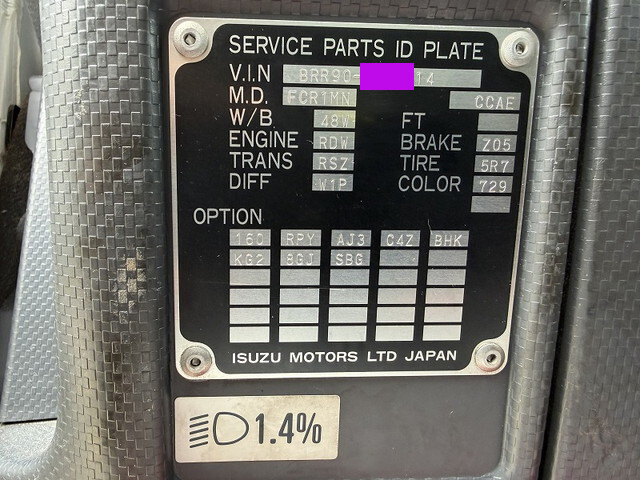 SERVICE PARTS ID PLATE
V.I.N BRR90- 14
M.D. FCR1MN CCAE
W/B 48W FT
ENGINE RDW BRAKE Z05
TRANS RSZ TIRE 5R7
DIFF W1P COLOR 729
OPTION
160 RPY AJ3 C4Z BHK
KG2 8GJ SBG
ISUZU MOTORS LTD JAPAN
1.4%